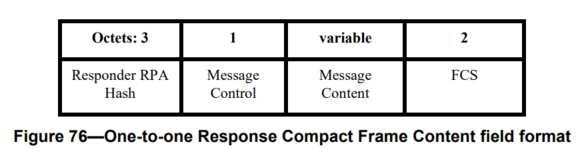 Octets: 3 1 variable 2
Responder RPA Hash Message Control Message Content FCS
Figure 76—One-to-one Response Compact Frame Content field format